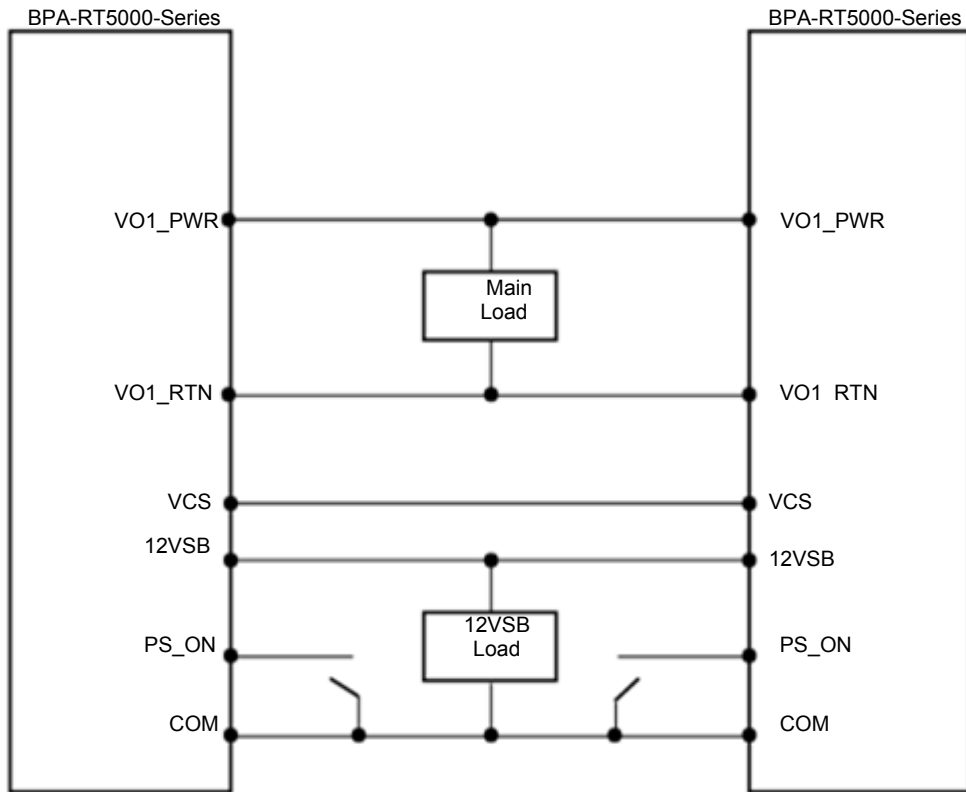 BPA-RT5000-Series
BPA-RT5000-Series
VO1_PWR
VO1_PWR
Main
Load
VO1_RTN
VO1 RTN
VCS
VCS
12VSB
12VSB
12VSB
Load
PS_ON
PS_ON
COM
COM